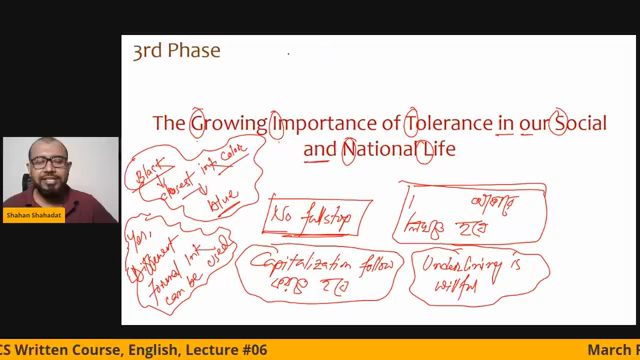 3rd Phase
The Growing Importance of Tolerance in our Social
and National Life
Black
closest ink color
blue
Yes,
Different
formal ink
can be used
No fullstop
।
লিখতে হবে
Capitalization follow
করতে হবে
Underlining is
willful
Shahan Shahadat
CS Written Course, English, Lecture #06
March